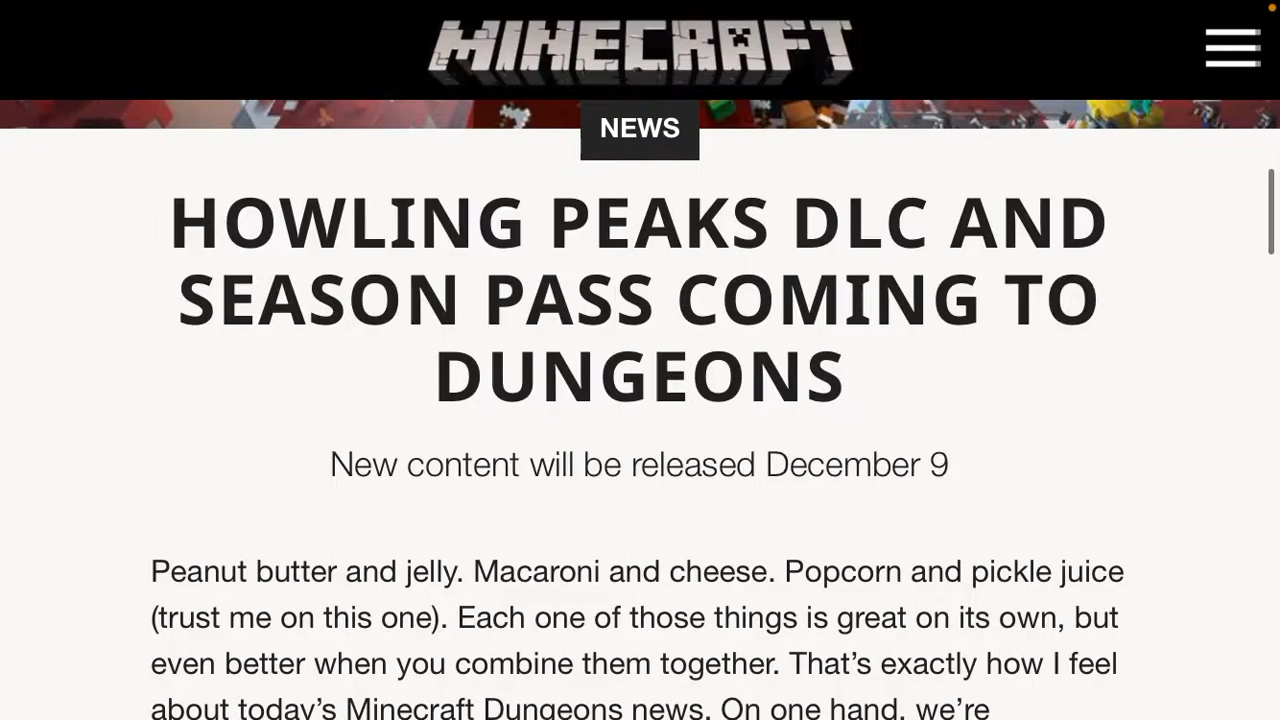 MINECRAFT
NEWS
HOWLING PEAKS DLC AND
SEASON PASS COMING TO
DUNGEONS
New content will be released December 9
Peanut butter and jelly. Macaroni and cheese. Popcorn and pickle juice
(trust me on this one). Each one of those things is great on its own, but
even better when you combine them together. That’s exactly how I feel
about today’s Minecraft Dungeons news. On one hand, we’re